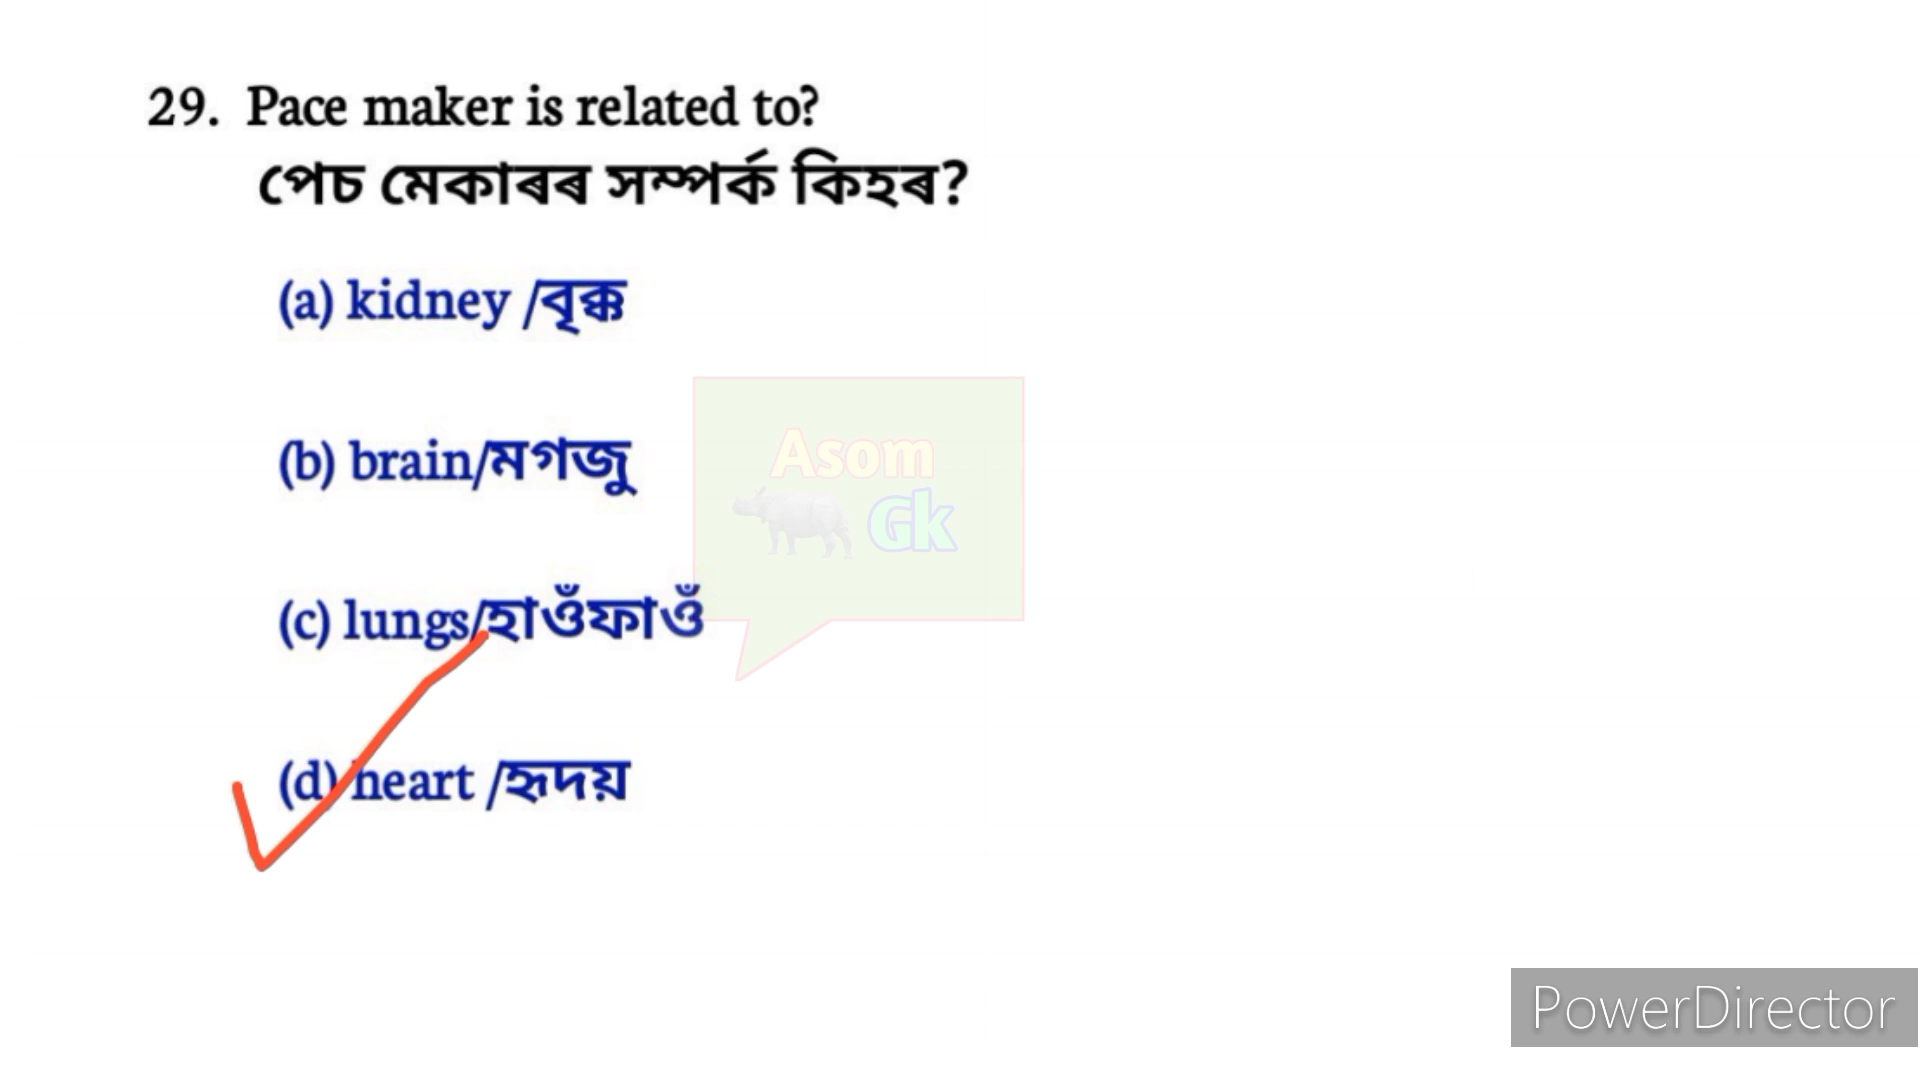 29. Pace maker is related to?
পেচ মেকাৰৰ সম্পৰ্ক কিহৰ?
(a) kidney /বৃক্ক
(b) brain/মগজু
Asom
Gk
(c) lungs/হাওঁফাওঁ
(d) heart /হৃদয়
PowerDirector